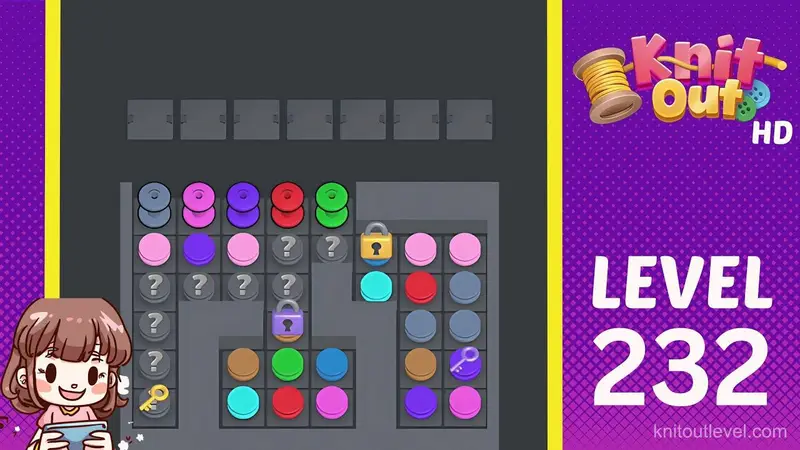 Knit
Out
HD
? ?
? ? ? ?
?
?
LEVEL
232
knitoutlevel.com